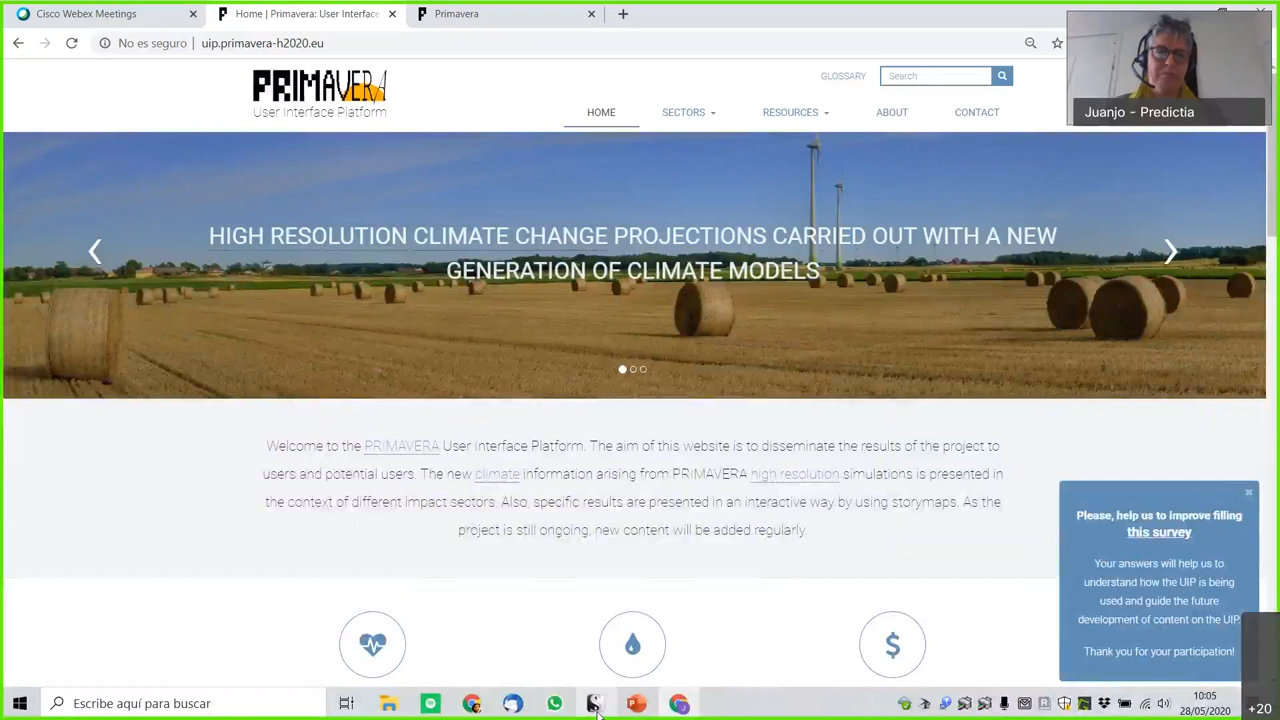 Cisco Webex Meetings
Home | Primavera: User Interface
Primavera
No es seguro | uip.primavera-h2020.eu
PRIMAVERA
User Interface Platform
GLOSSARY
Search
HOME
SECTORS
RESOURCES
ABOUT
CONTACT
Juanjo - Predictia
HIGH RESOLUTION CLIMATE CHANGE PROJECTIONS CARRIED OUT WITH A NEW
GENERATION OF CLIMATE MODELS
Welcome to the PRIMAVERA User Interface Platform. The aim of this website is to disseminate the results of the project to
users and potential users. The new climate information arising from PRIMAVERA high resolution simulations is presented in
the context of different impact sectors. Also, specific results are presented in an interactive way by using storymaps. As the
project is still ongoing, new content will be added regularly.
Please, help us to improve filling
this survey
Your answers will help us to
understand how the UIP is being
used and guide the future
development of content on the UIP.
Thank you for your participation!
Escribe aquí para buscar
10:05
28/05/2020
+20